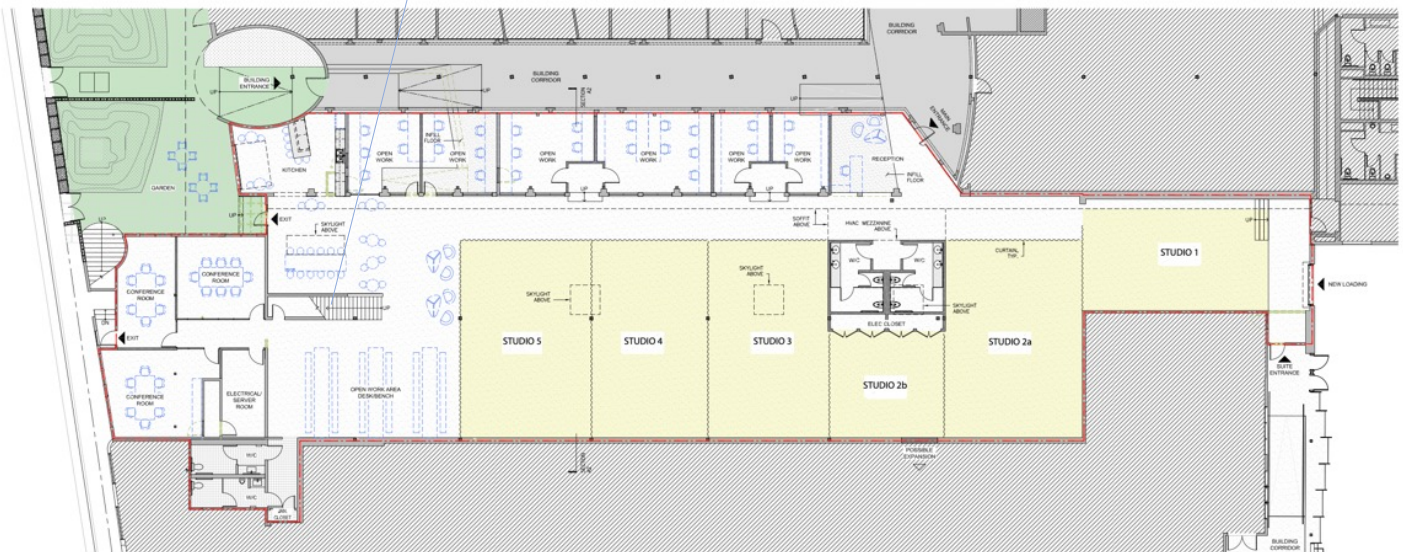 BUILDING
CORRIDOR
BUILDING
ENTRANCE
UP
BUILDING
CORRIDOR
UP
SECTION
A2
UP
MAIN
ENTRANCE
KITCHEN
OPEN
WORK
INFILL
FLOOR
OPEN
WORK
OPEN
WORK
OPEN
WORK
OPEN
WORK
OPEN
WORK
RECEPTION
INFILL
FLOOR
GARDEN
UP
UP
UP
UP
EXIT
SKYLIGHT
ABOVE
SOFFIT
ABOVE
HVAC MEZZANINE
ABOVE
UP
CURTAIN,
TYP.
STUDIO 1
W/C
W/C
CONFERENCE
ROOM
CONFERENCE
ROOM
SKYLIGHT
ABOVE
SKYLIGHT
ABOVE
SKYLIGHT
ABOVE
NEW LOADING
UP
DN
EXIT
ELEC CLOSET
STUDIO 5
STUDIO 4
STUDIO 3
STUDIO 2a
STUDIO 2b
SUITE
ENTRANCE
CONFERENCE
ROOM
ELECTRICAL/
SERVER
ROOM
OPEN WORK AREA
DESK/BENCH
W/C
W/C
JAN.
CLOSET
SECTION
A2
POSSIBLE
EXPANSION
BUILDING
CORRIDOR